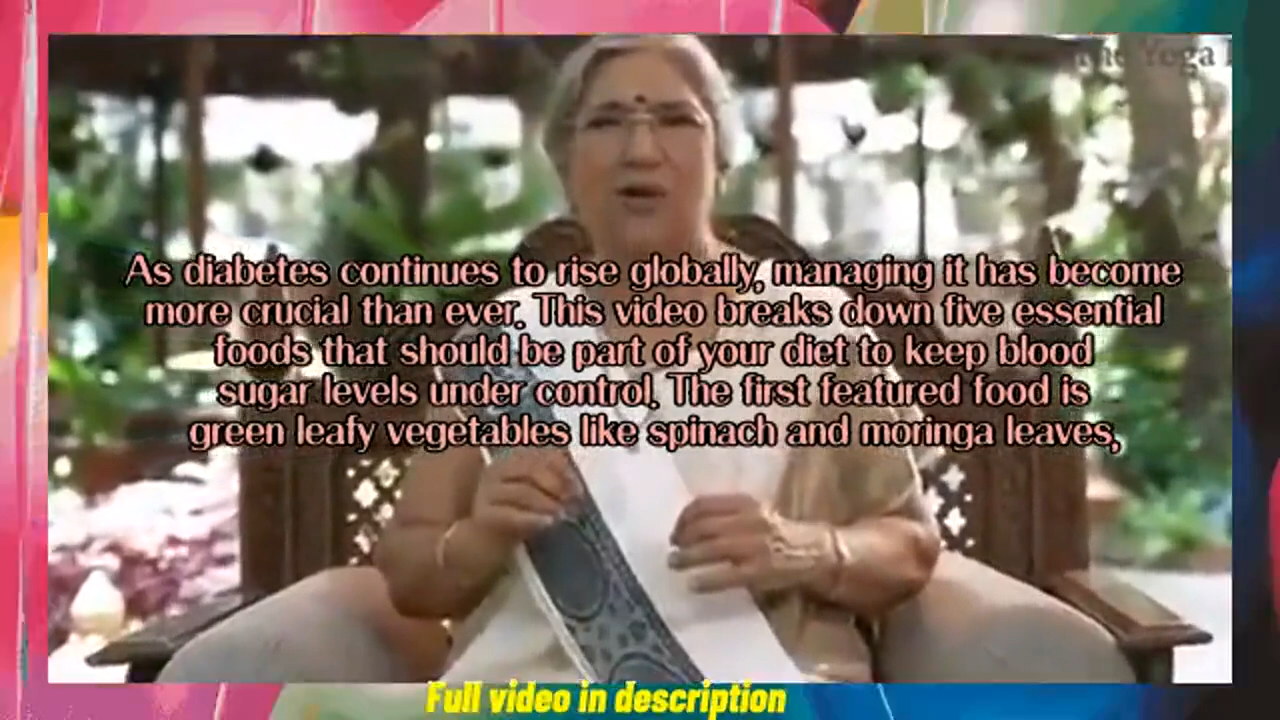 The Yoga
As diabetes continues to rise globally, managing it has become
more crucial than ever. This video breaks down five essential
foods that should be part of your diet to keep blood
sugar levels under control. The first featured food is
green leafy vegetables like spinach and moringa leaves,
Full video in description